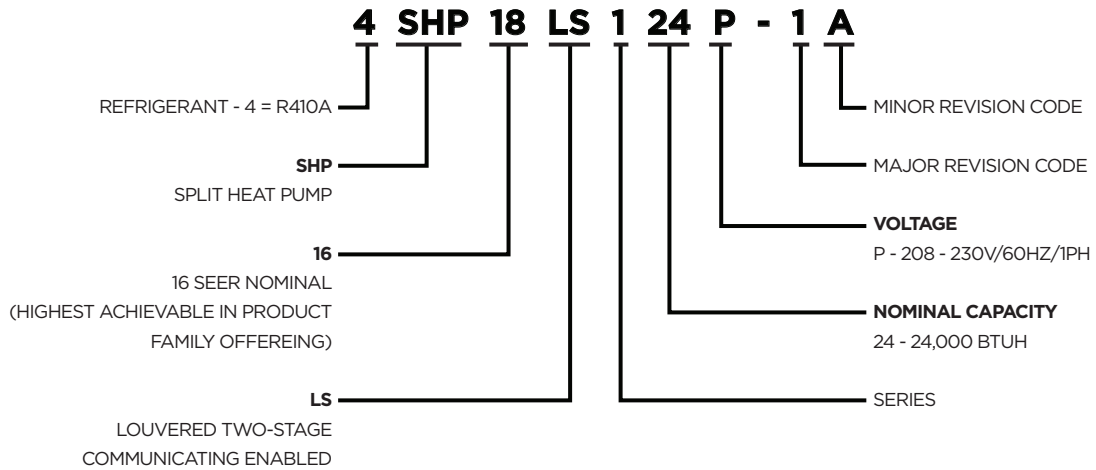 4 SHP 18 LS 1 24 P - 1 A
REFRIGERANT - 4 = R410A
SHP
SPLIT HEAT PUMP
16
16 SEER NOMINAL
(HIGHEST ACHIEVABLE IN PRODUCT
FAMILY OFFEREING)
LS
LOUVERED TWO-STAGE
COMMUNICATING ENABLED
MINOR REVISION CODE
MAJOR REVISION CODE
VOLTAGE
P - 208 - 230V/60HZ/1PH
NOMINAL CAPACITY
24 - 24,000 BTUH
SERIES